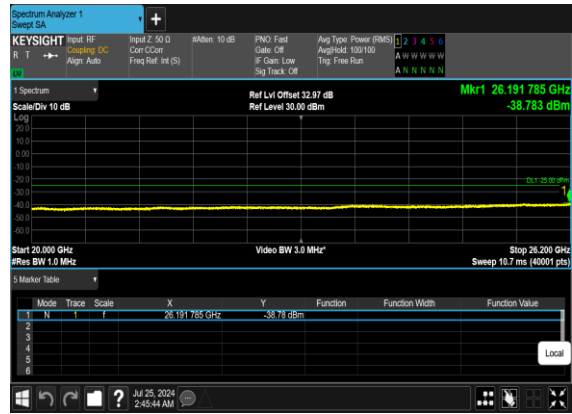 Spectrum Analyzer 1
Swept SA
+
KEYSIGHT Input: RF Input Z: 50 Ω #Atten: 10 dB PNO: Fast Avg Type: Power (RMS) 1 2 3 4 5 6
R T Coupling: DC Corr CCorr Gate: Off Avg|Hold: 100/100 A W W W W W
Align: Auto Freq Ref: Int (S) IF Gain: Low Trig: Free Run
Sig Track: Off A N N N N N
1 Spectrum Ref Lvl Offset 32.97 dB Mkr1 26.191 785 GHz
Scale/Div 10 dB Ref Level 30.00 dBm -38.783 dBm
Log
20.0
10.0
0.00
-10.0
-20.0
DL1 -25.00 dBm
-30.0
1
-40.0
-50.0
-60.0
Start 20.000 GHz Video BW 3.0 MHz* Stop 26.200 GHz
#Res BW 1.0 MHz Sweep 10.7 ms (40001 pts)
5 Marker Table
Mode Trace Scale X Y Function Function Width Function Value
1 N 1 f 26.191 785 GHz -38.78 dBm
2
3
4
5
6
Local
? Jul 25, 2024
2:45:44 AM